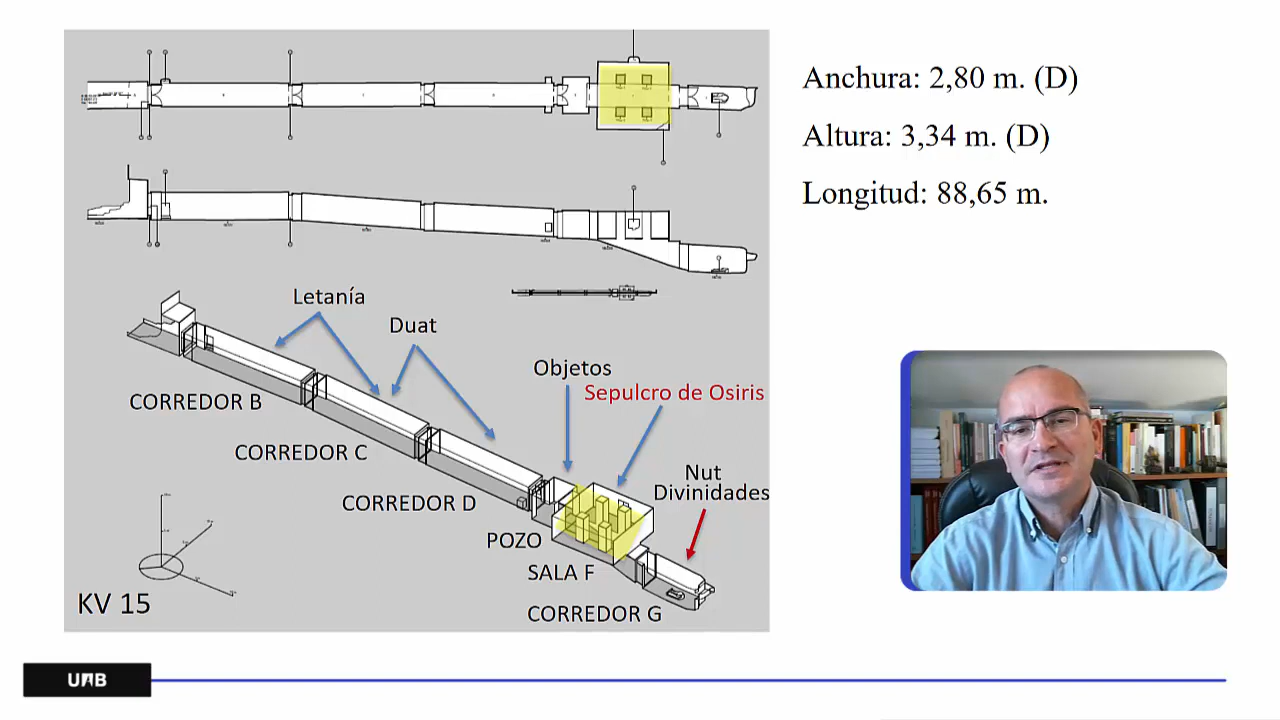 Anchura: 2,80 m. (D)
Altura: 3,34 m. (D)
Longitud: 88,65 m.
Letanía
Duat
Objetos
Sepulcro de Osiris
Nut
Divinidades
CORREDOR B
CORREDOR C
CORREDOR D
POZO
SALA F
CORREDOR G
KV 15
UAB